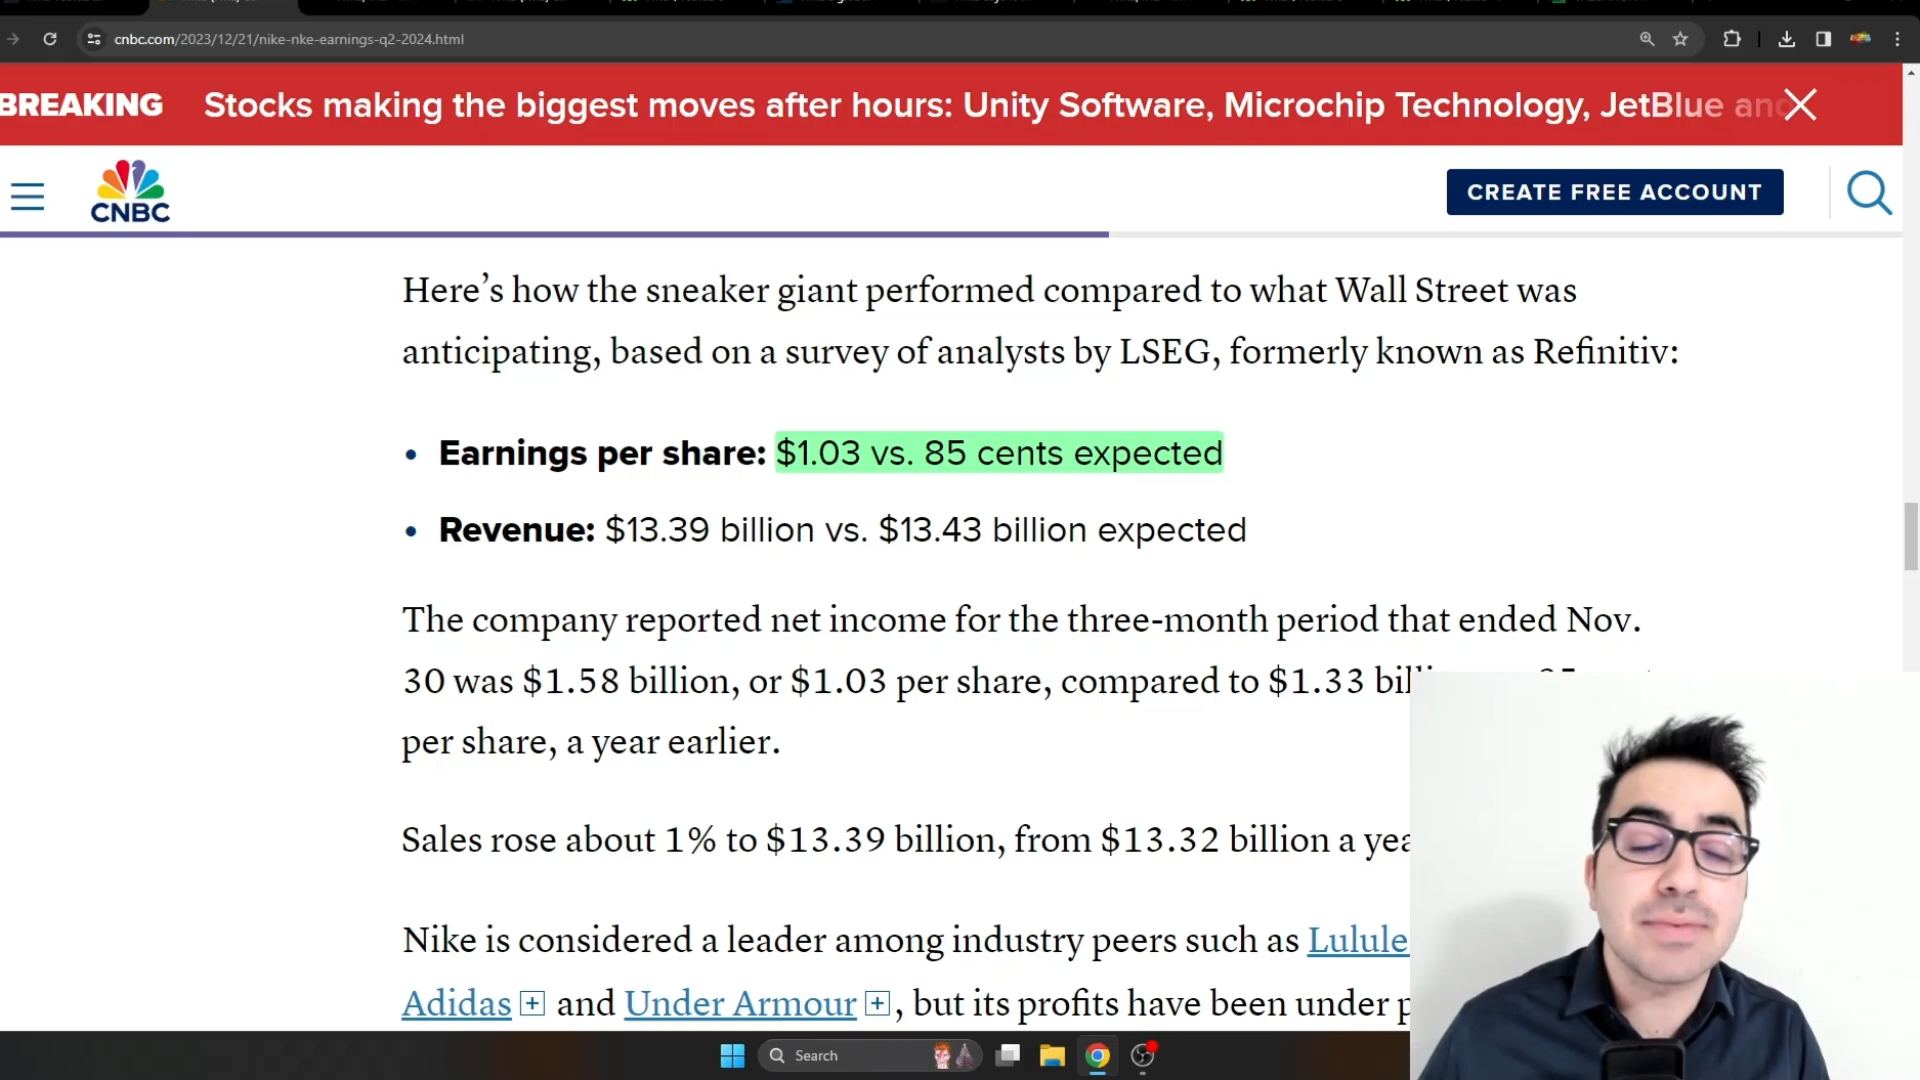 cnbc.com/2023/12/21/nike-nke-earnings-q2-2024.html
BREAKING Stocks making the biggest moves after hours: Unity Software, Microchip Technology, JetBlue and
CNBC
CREATE FREE ACCOUNT
Here’s how the sneaker giant performed compared to what Wall Street was
anticipating, based on a survey of analysts by LSEG, formerly known as Refinitiv:
• Earnings per share: $1.03 vs. 85 cents expected
• Revenue: $13.39 billion vs. $13.43 billion expected
The company reported net income for the three-month period that ended Nov.
30 was $1.58 billion, or $1.03 per share, compared to $1.33
per share, a year earlier.
Sales rose about 1% to $13.39 billion, from $13.32 billion a
Nike is considered a leader among industry peers such as Lulule
Adidas and Under Armour, but its profits have been under
Search